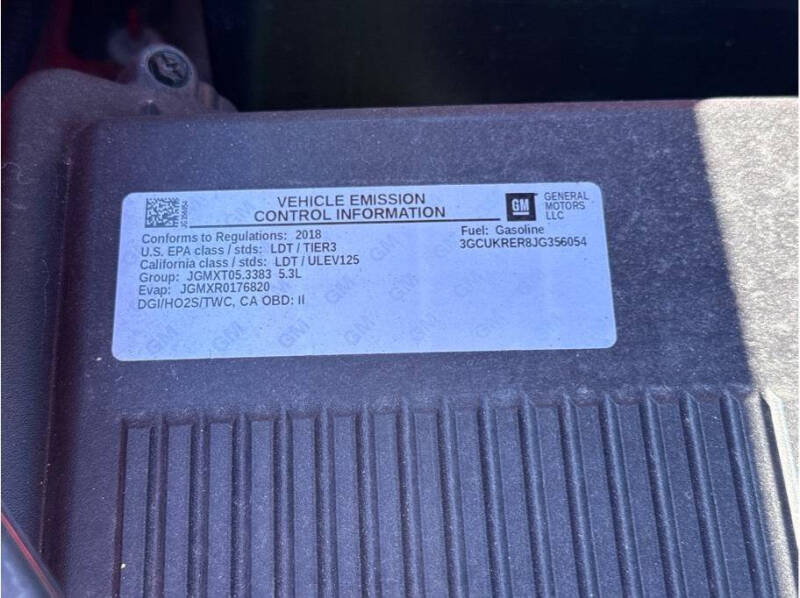 VEHICLE EMISSION
CONTROL INFORMATION
GM
GENERAL
MOTORS
LLC
Conforms to Regulations: 2018
U.S. EPA class / stds: LDT / TIER3
California class / stds: LDT / ULEV125
Group: JGMXT05.3383 5.3L
Evap: JGMXR0176820
DGI/HO2S/TWC, CA OBD: II
Fuel: Gasoline
3GCUKRER8JG356054